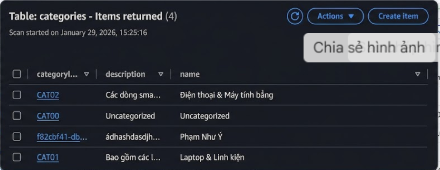 Table: categories - Items returned (4)
Actions
Create item
Scan started on January 29, 2026, 15:25:16
Chia sẻ hình ảnh
categoryI...
description
name
CAT02 Các dòng sma... Điện thoại & Máy tính bảng
CAT00 Uncategorized Uncategorized
f82cbf41-db... ádhashdasdjh... Phạm Như Ý
CAT01 Bao gồm các l... Laptop & Linh kiện